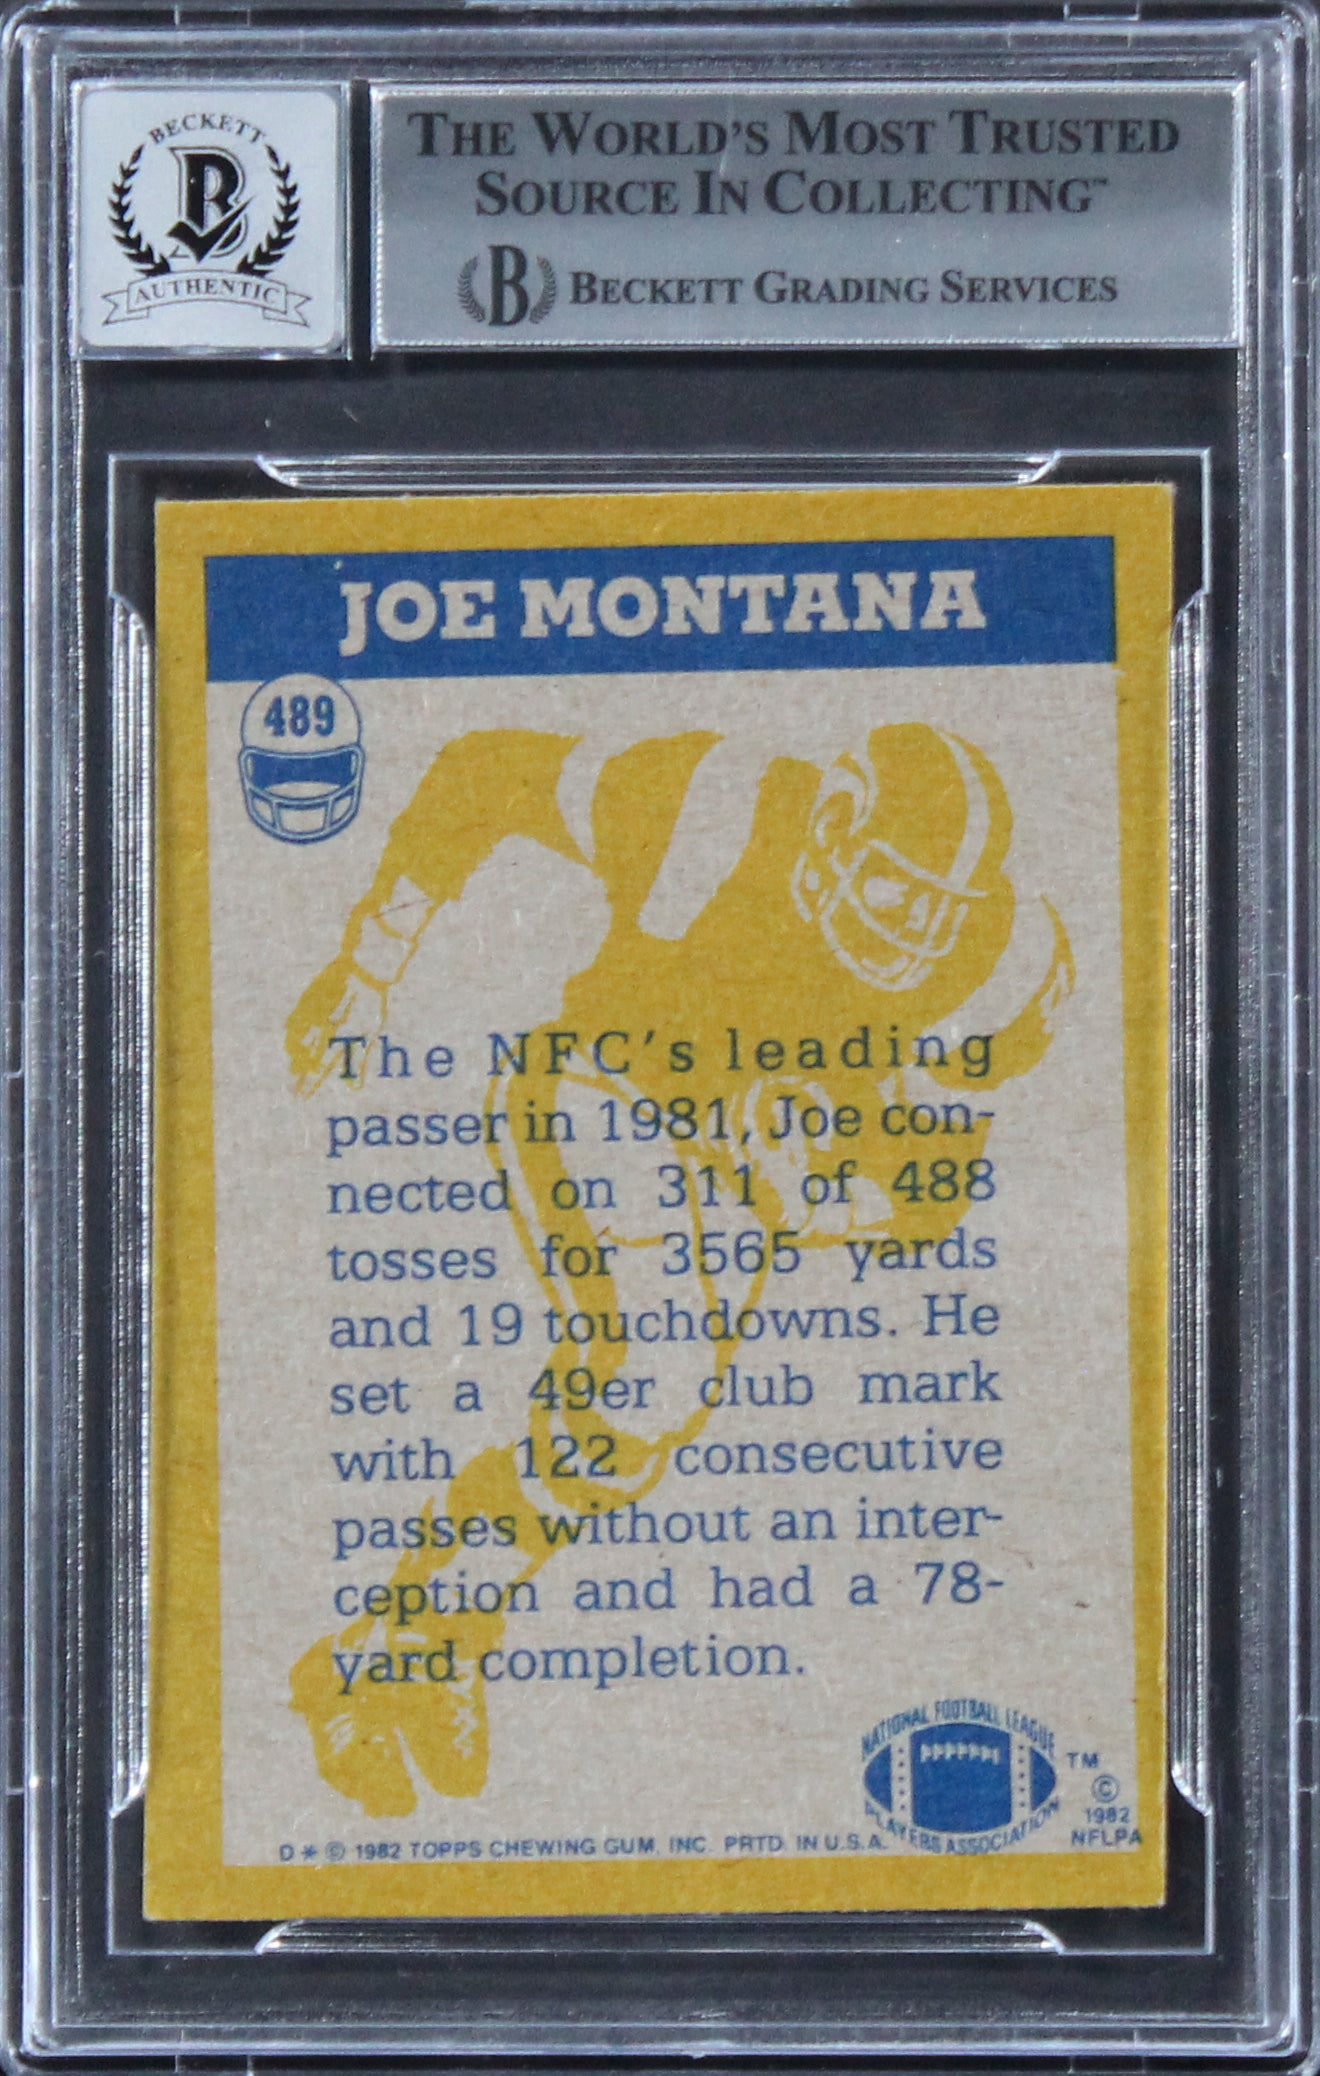 BECKETT
B
AUTHENTIC
THE WORLD'S MOST TRUSTED
SOURCE IN COLLECTING™
B BECKETT GRADING SERVICES
JOE MONTANA
489
The NFC's leading
passer in 1981, Joe con-
nected on 311 of 488
tosses for 3565 yards
and 19 touchdowns. He
set a 49er club mark
with 122 consecutive
passes without an inter-
ception and had a 78-
yard completion.
NATIONAL FOOTBALL LEAGUE
PLAYERS ASSOCIATION
TM
©
1982
NFLPA
D * © 1982 TOPPS CHEWING GUM, INC. PRTD. IN U.S.A.